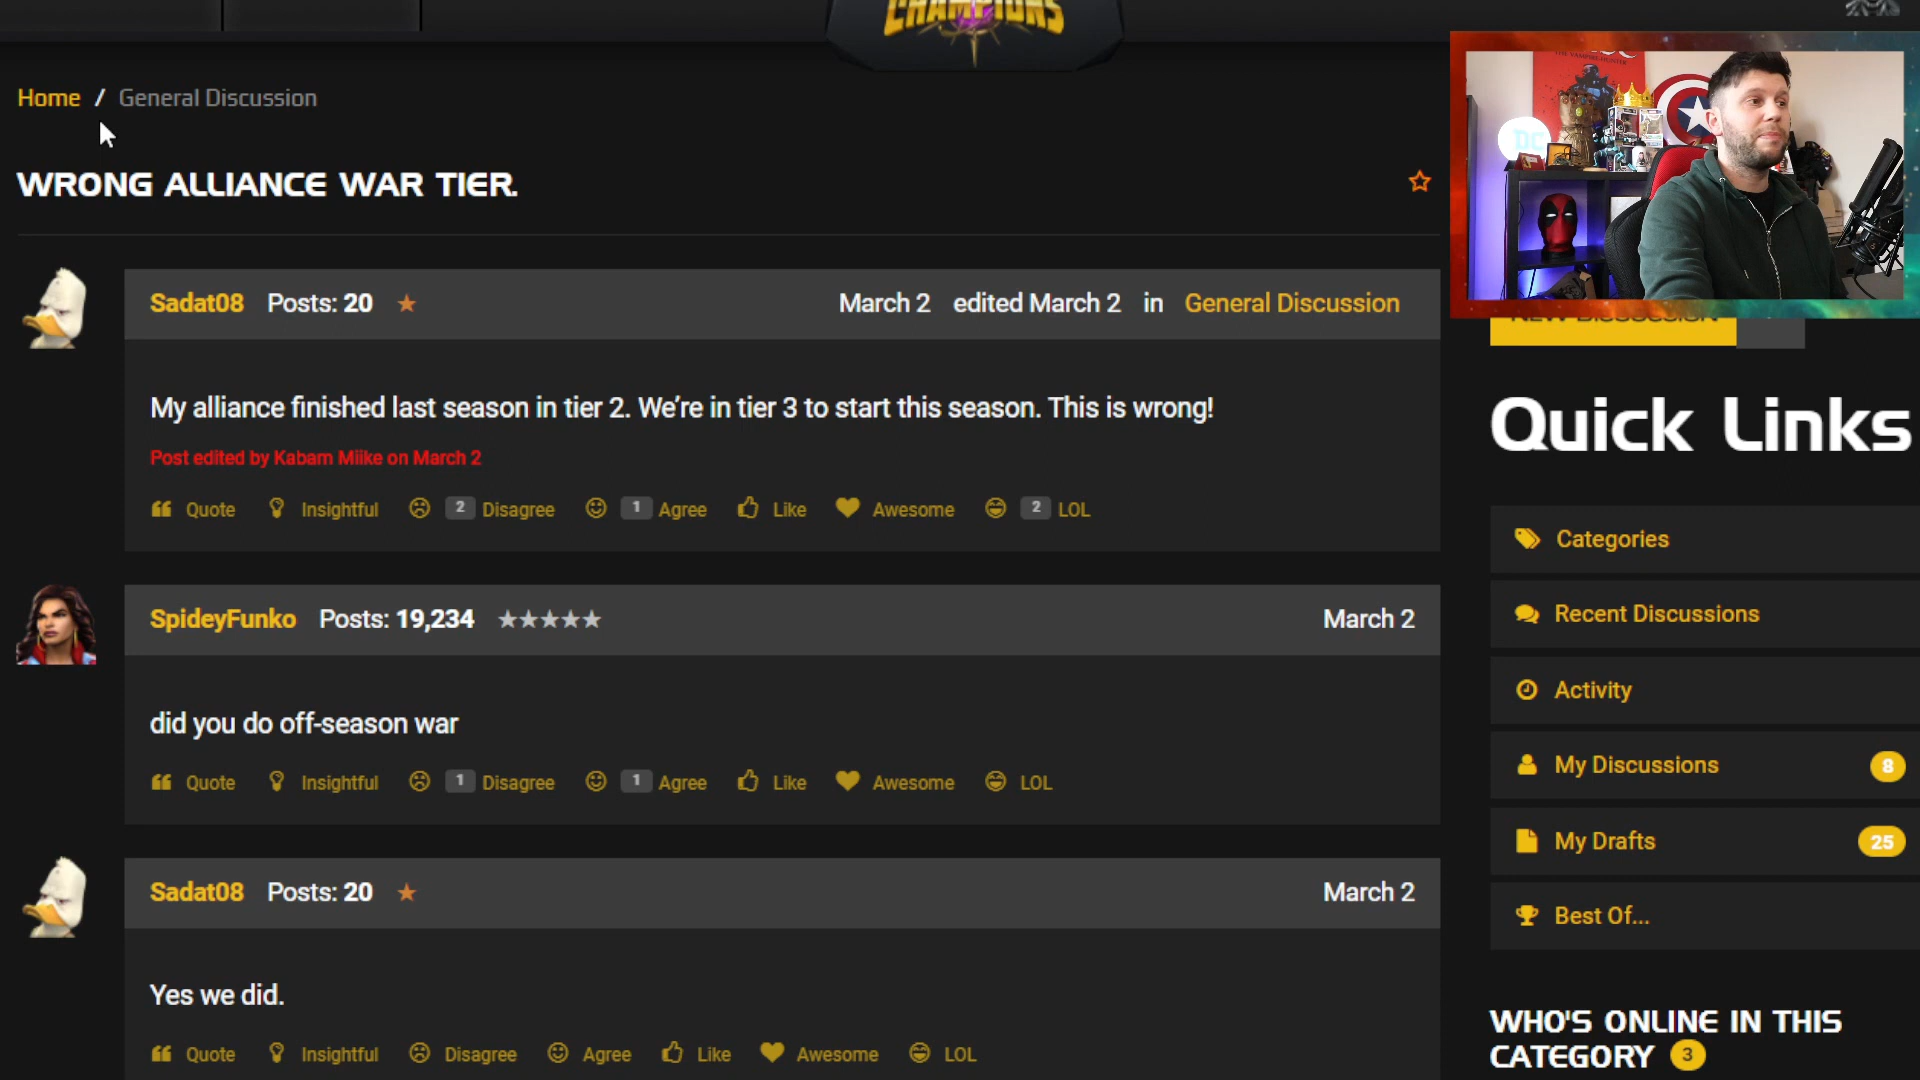 CHAMPIONS
Home / General Discussion
WRONG ALLIANCE WAR TIER.
Sadat08 Posts: 20 March 2 edited March 2 in General Discussion
My alliance finished last season in tier 2. We’re in tier 3 to start this season. This is wrong!
Post edited by Kabam Miike on March 2
Quote Insightful 2 Disagree 1 Agree Like Awesome 2 LOL
SpideyFunko Posts: 19,234 March 2
did you do off-season war
Quote Insightful 1 Disagree 1 Agree Like Awesome LOL
Sadat08 Posts: 20 March 2
Yes we did.
Quote Insightful Disagree Agree Like Awesome LOL
DC
NEW DISCUSSION
Quick Links
Categories
Recent Discussions
Activity
My Discussions 8
My Drafts 25
Best Of...
WHO'S ONLINE IN THIS
CATEGORY 3